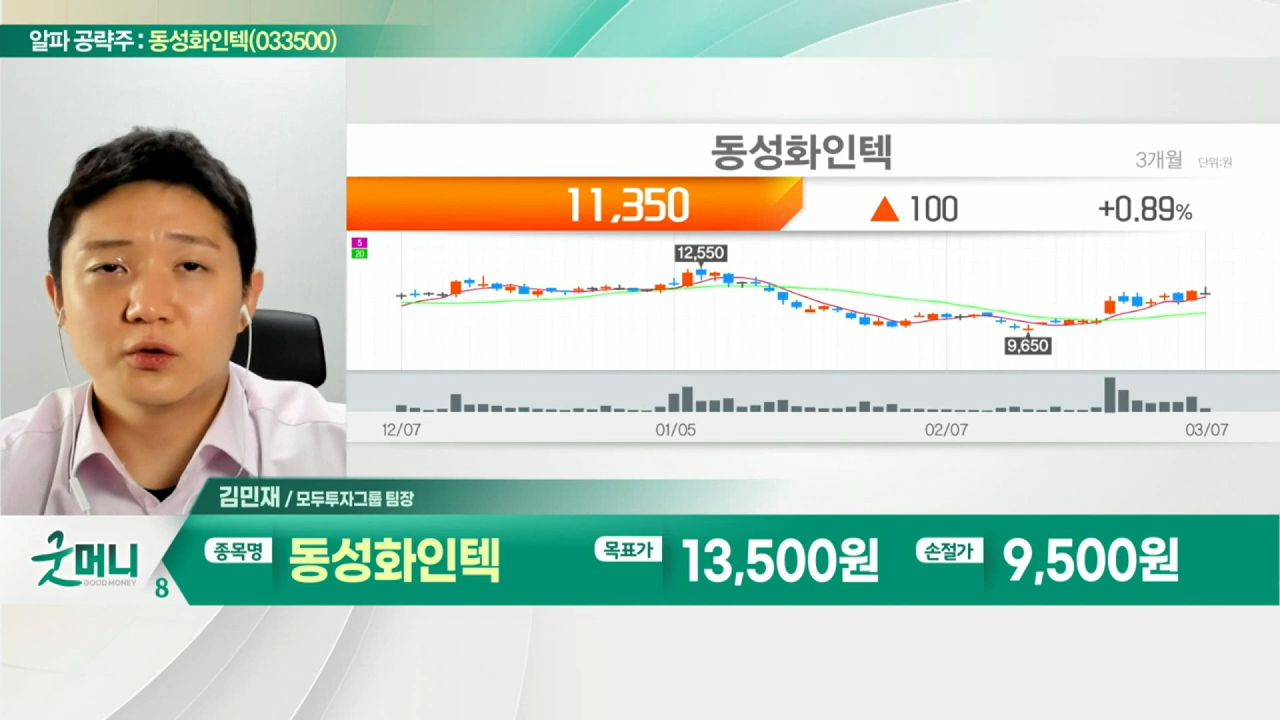 알파 공략주 : 동성화인텍(033500)
동성화인텍
3개월 단위:원
11,350 ▲ 100 +0.89%
5
20
12,550
9,650
12/07 01/05 02/07 03/07
김민재 / 모두투자그룹 팀장
굿머니 GOOD MONEY 8
종목명 동성화인텍 목표가 13,500원 손절가 9,500원